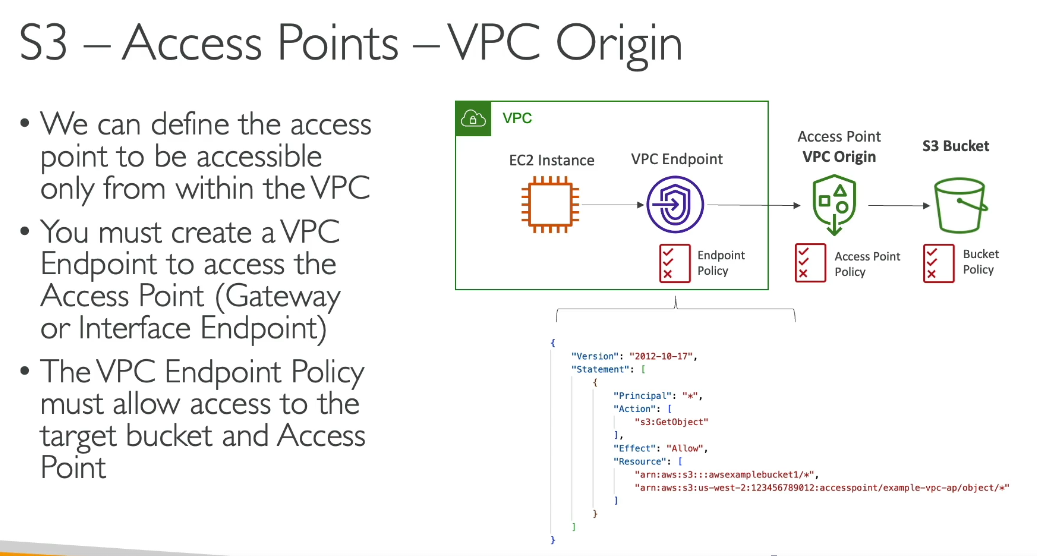 S3 – Access Points – VPC Origin
• We can define the access
point to be accessible
only from within the VPC
• You must create a VPC
Endpoint to access the
Access Point (Gateway
or Interface Endpoint)
• The VPC Endpoint Policy
must allow access to the
target bucket and Access
Point
VPC
EC2 Instance
VPC Endpoint
Access Point
VPC Origin
S3 Bucket
Endpoint
Policy
Access Point
Policy
Bucket
Policy
{
"Version": "2012-10-17",
"Statement": [
{
"Principal": "*",
"Action": [
"s3:GetObject"
],
"Effect": "Allow",
"Resource": [
"arn:aws:s3:::awsexamplebucket1/*",
"arn:aws:s3:us-west-2:123456789012:accesspoint/example-vpc-ap/object/*"
]
}
]
}